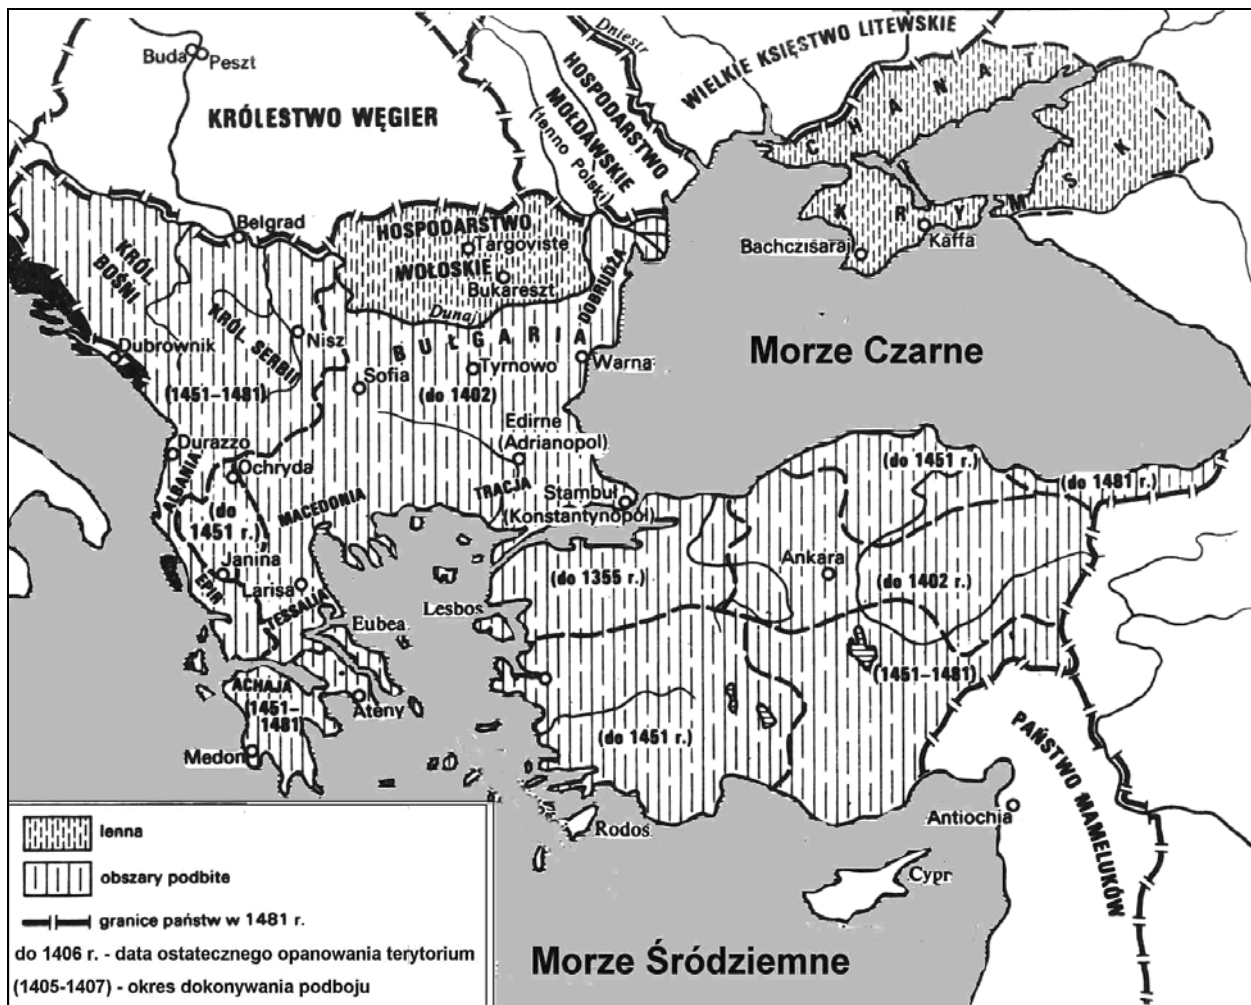 Buda
Peszt
KRÓLESTWO WĘGIER
Dniestr
HOSPODARSTWO
MOŁDAWSKIE
(lenno Polski)
WIELKIE KSIĘSTWO LITEWSKIE
CHANAT
KRYMSKI
Bachczisaraj
Kaffa
Belgrad
KRÓL.
BOŚNI
KRÓL. SERBII
HOSPODARSTWO
Targoviste
WOŁOSKIE
Bukareszt
Dunaj
DOBRUDŻA
Dubrownik
Nisz
BUŁGARIA
Warna
Morze Czarne
Sofia
Tyrnowo
(1451–1481)
(do 1402)
Edirne
(Adrianopol)
Durazzo
Ochryda
ALBANIA
(do
1451 r.)
MACEDONIA
TRACJA
Stambuł
(Konstantynopol)
(do 1451 r.)
(do 1481 r.)
Janina
EPIR
Larisa
TESSALIA
Eubea
Lesbos
(do 1355 r.)
Ankara
(do 1402 r.)
(1451–1481)
ACHAJA
1451–
1481
Ateny
Medon
(do 1451 r.)
PAŃSTWO MAMELUKÓW
Antiochia
Rodos
Cypr
Morze Śródziemne
lenna
obszary podbite
granice państw w 1481 r.
do 1406 r. - data ostatecznego opanowania terytorium
(1405-1407) - okres dokonywania podboju